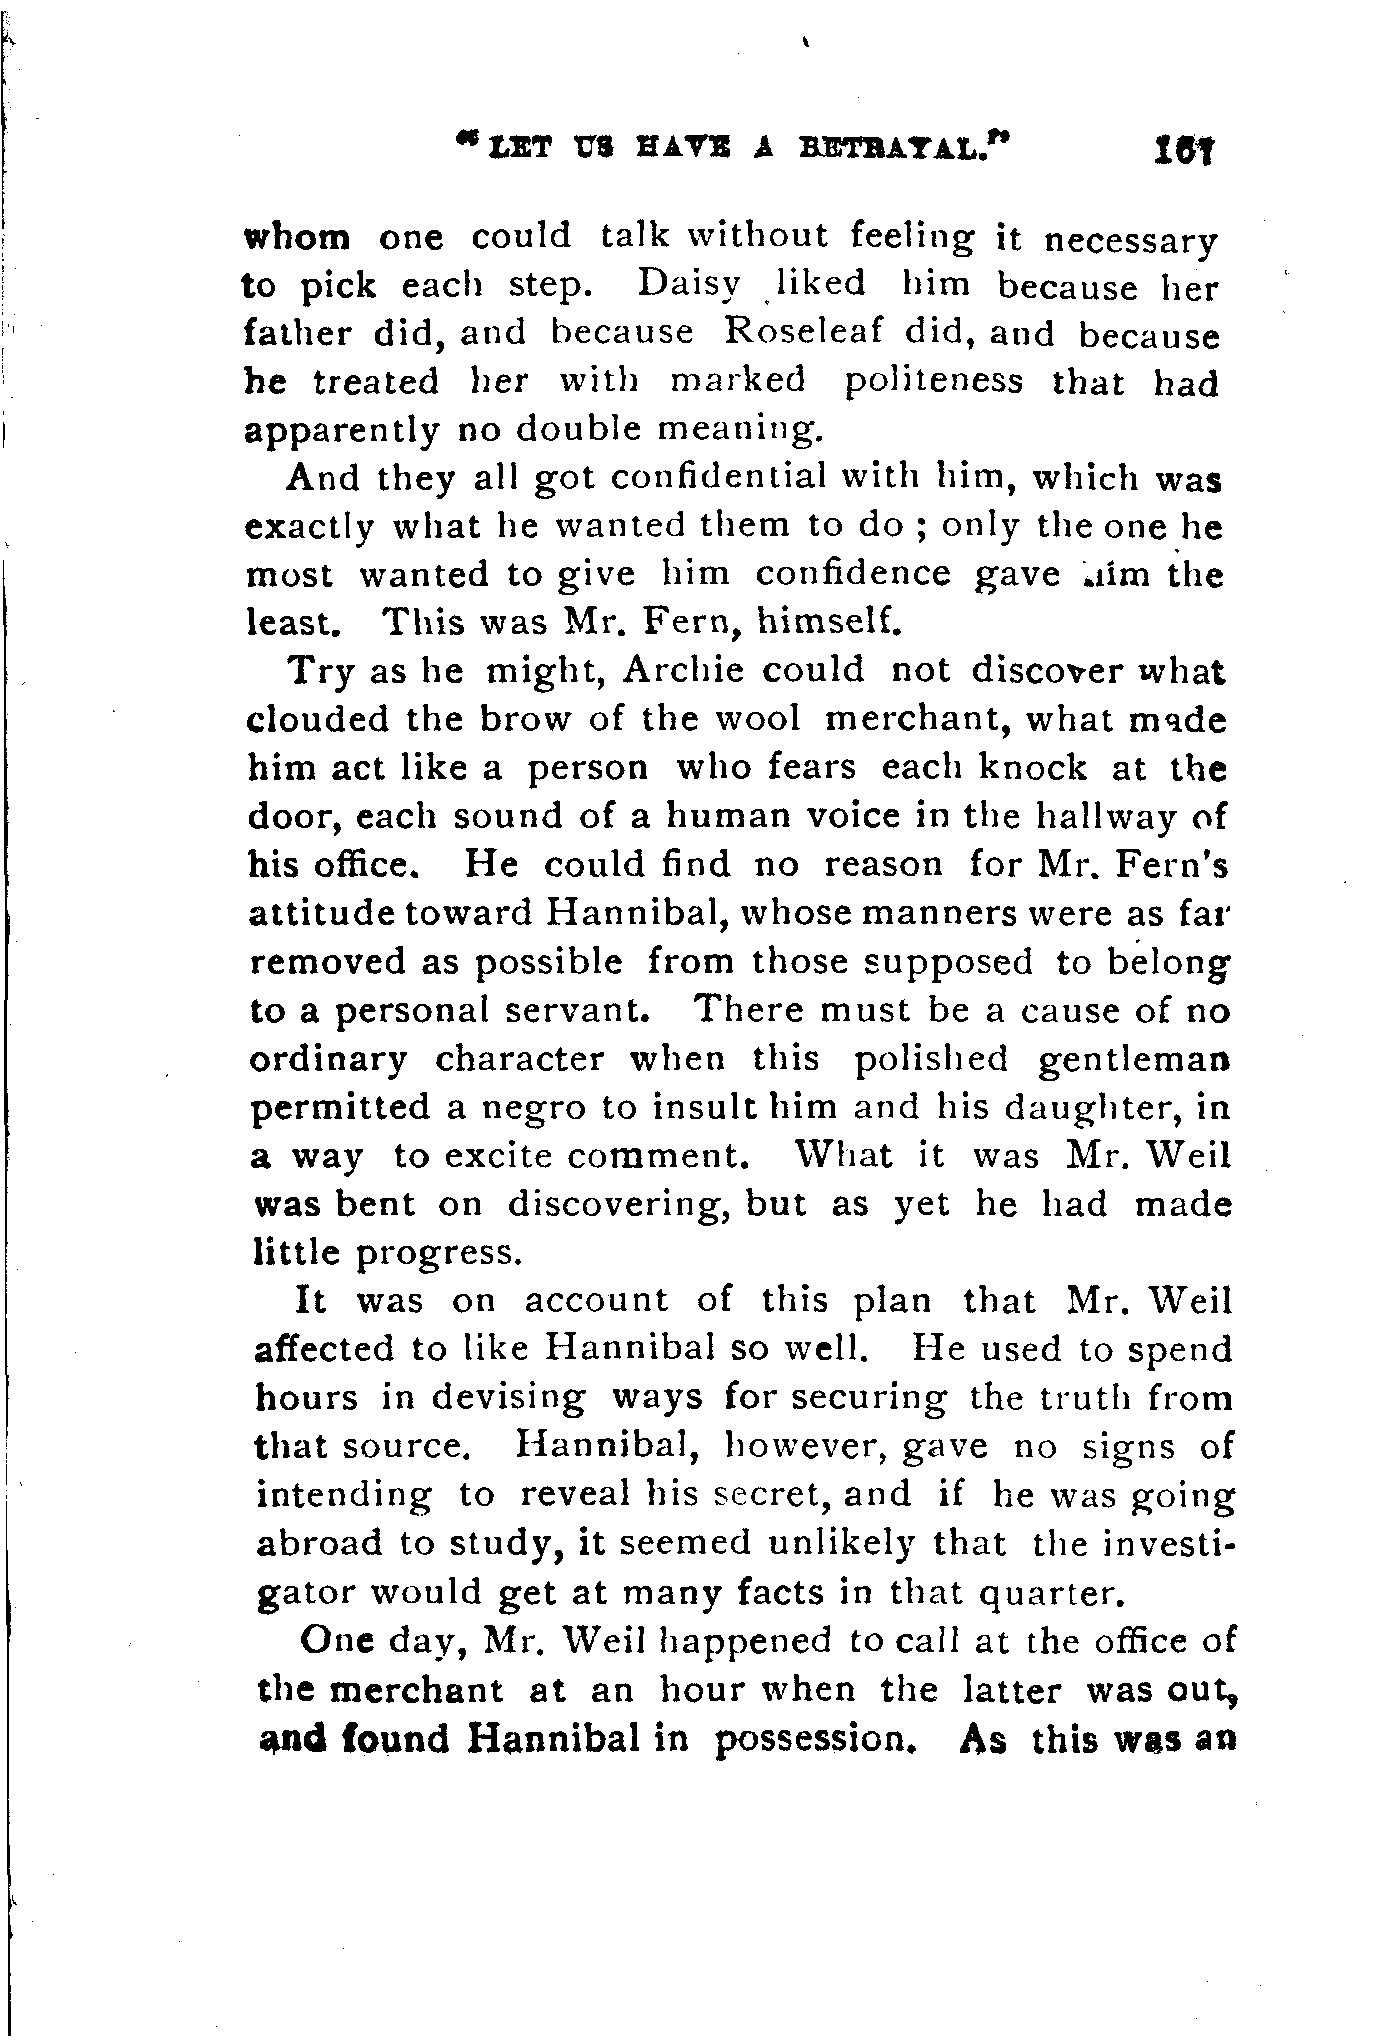 "LET US HAVE A BETRAYAL." 167
whom one could talk without feeling it necessary
to pick each step. Daisy liked him because her
father did, and because Roseleaf did, and because
he treated her with marked politeness that had
apparently no double meaning.
And they all got confidential with him, which was
exactly what he wanted them to do ; only the one he
most wanted to give him confidence gave him the
least. This was Mr. Fern, himself.
Try as he might, Archie could not discover what
clouded the brow of the wool merchant, what made
him act like a person who fears each knock at the
door, each sound of a human voice in the hallway of
his office. He could find no reason for Mr. Fern's
attitude toward Hannibal, whose manners were as far
removed as possible from those supposed to belong
to a personal servant. There must be a cause of no
ordinary character when this polished gentleman
permitted a negro to insult him and his daughter, in
a way to excite comment. What it was Mr. Weil
was bent on discovering, but as yet he had made
little progress.
It was on account of this plan that Mr. Weil
affected to like Hannibal so well. He used to spend
hours in devising ways for securing the truth from
that source. Hannibal, however, gave no signs of
intending to reveal his secret, and if he was going
abroad to study, it seemed unlikely that the investi-
gator would get at many facts in that quarter.
One day, Mr. Weil happened to call at the office of
the merchant at an hour when the latter was out,
and found Hannibal in possession. As this was an